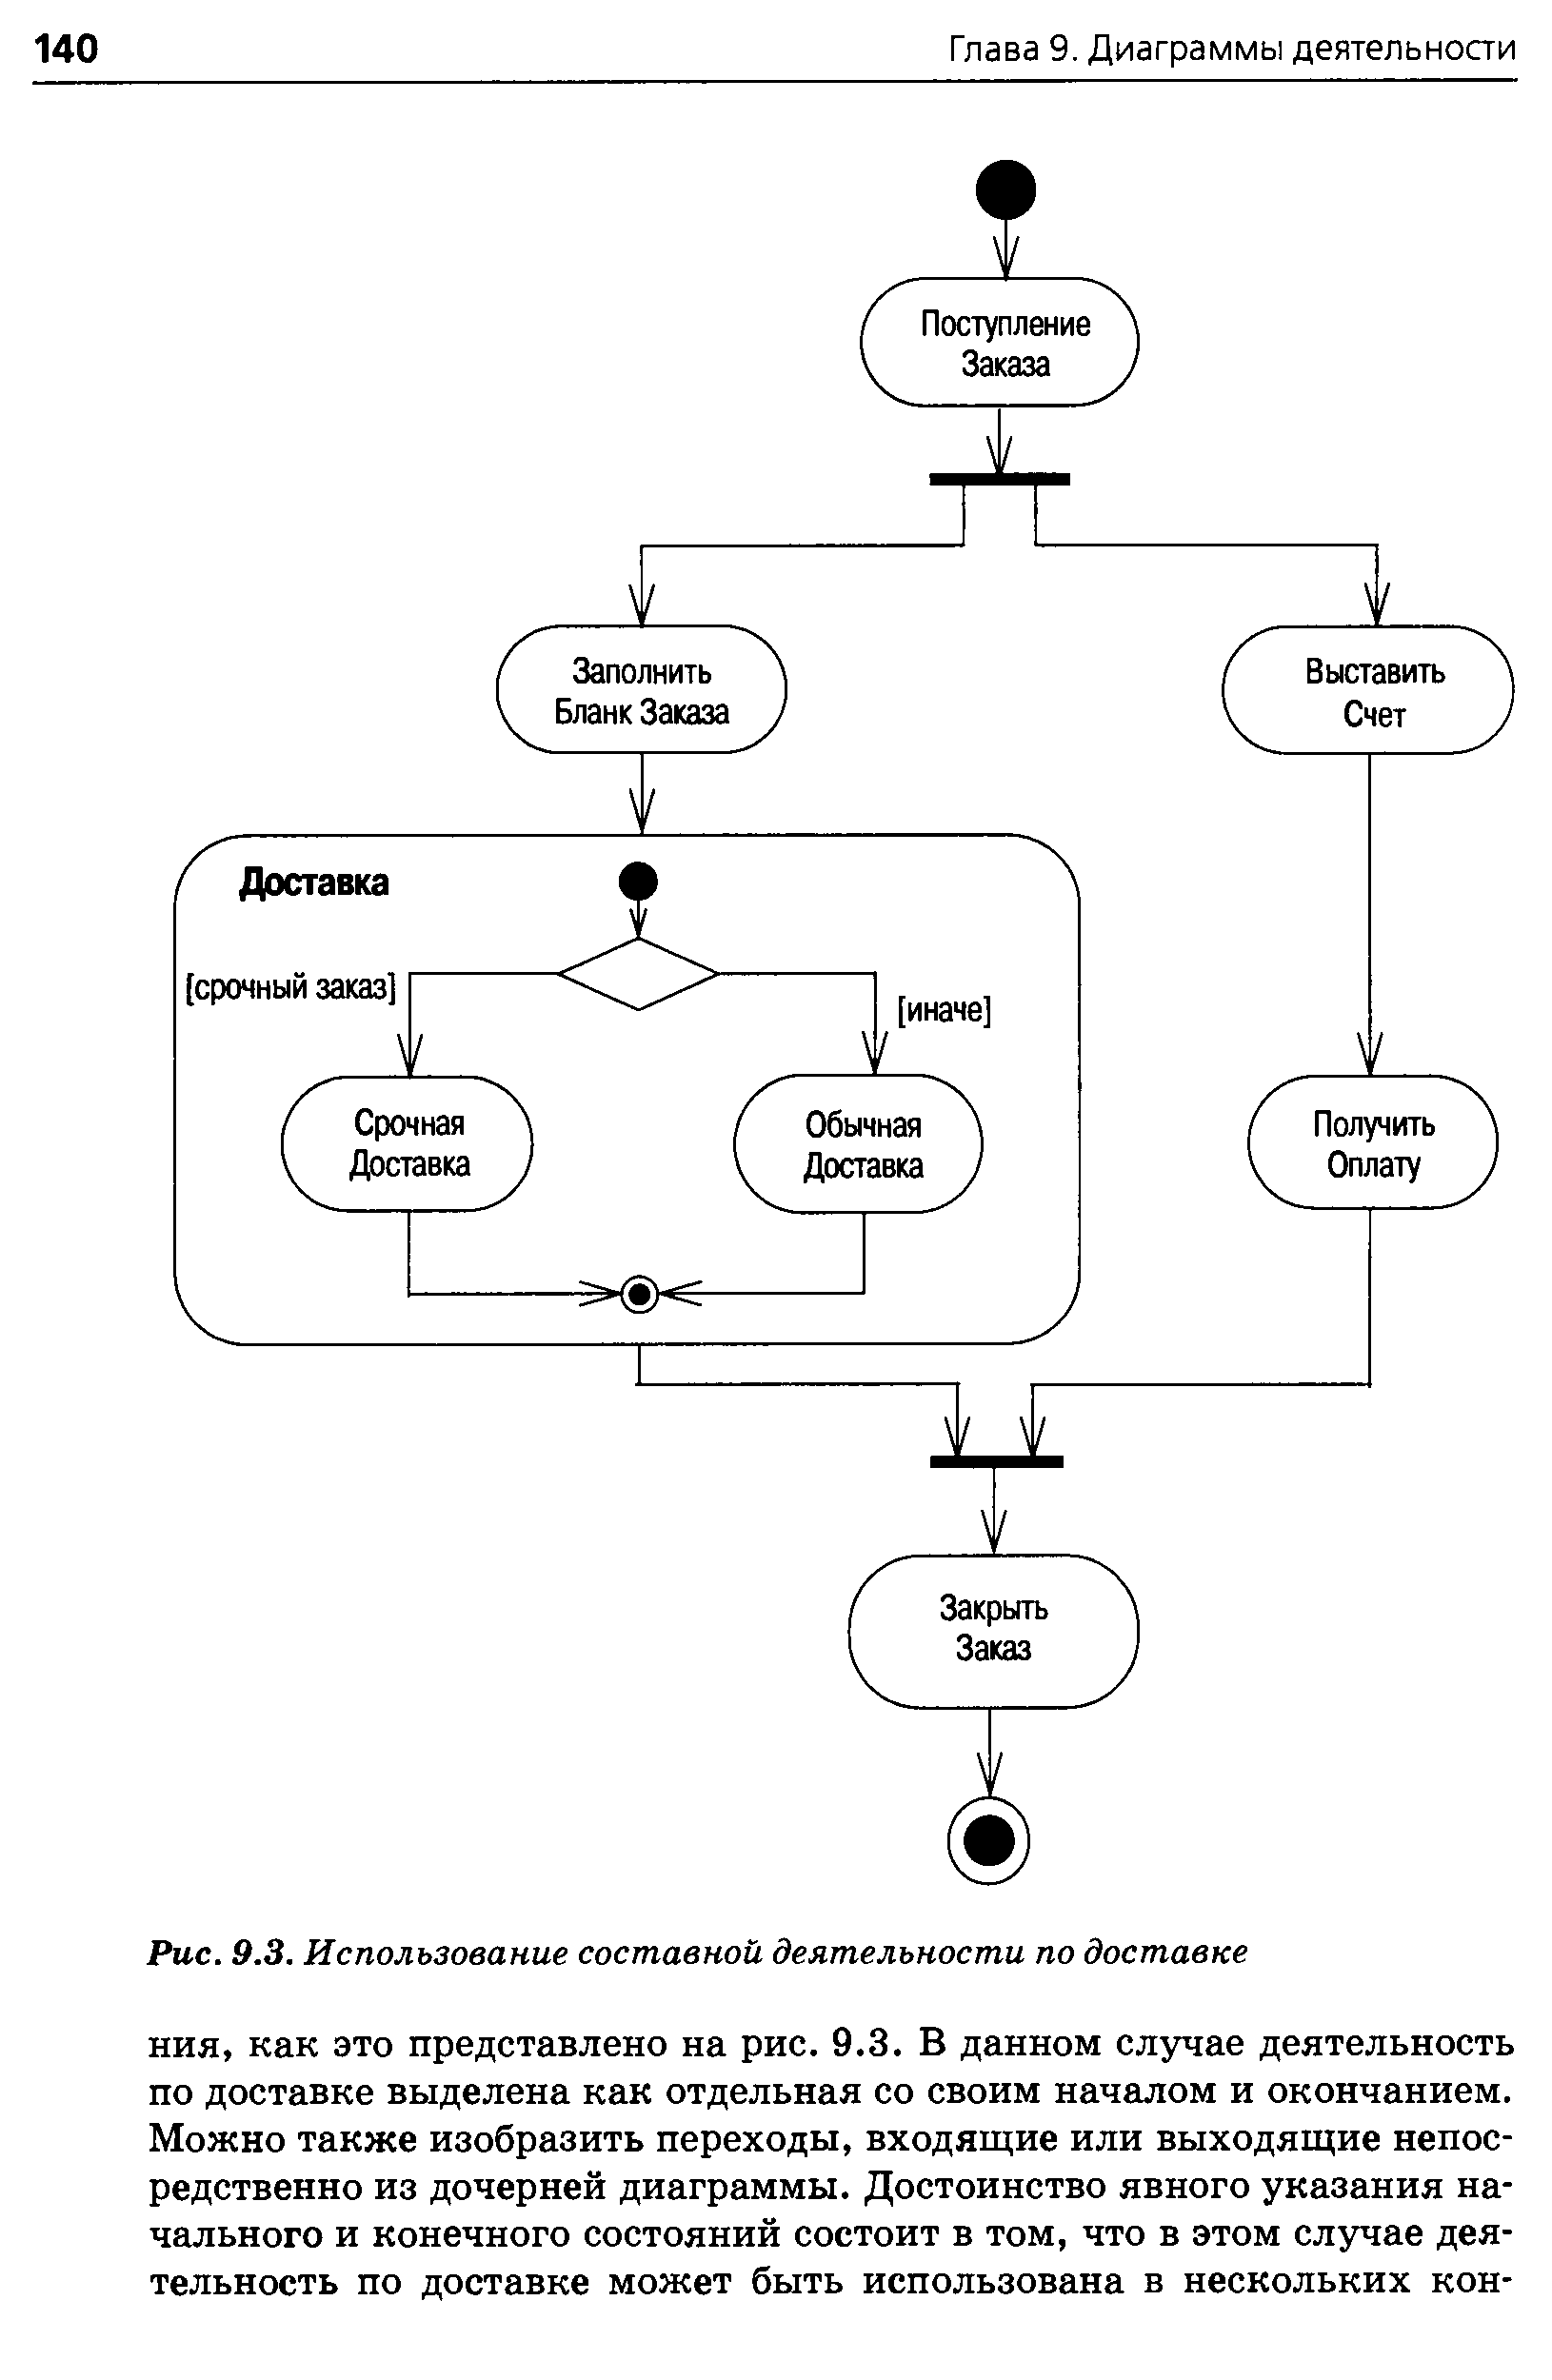 140
Глава 9. Диаграммы деятельности
Поступление
Заказа
Заполнить
Бланк Заказа
Выставить
Счет
Доставка
[срочный заказ]
[иначе]
Срочная
Доставка
Обычная
Доставка
Получить
Оплату
Закрыть
Заказ
Рис. 9.3. Использование составной деятельности по доставке
ния, как это представлено на рис. 9.3. В данном случае деятельность
по доставке выделена как отдельная со своим началом и окончанием.
Можно также изобразить переходы, входящие или выходящие непос-
редственно из дочерней диаграммы. Достоинство явного указания на-
чального и конечного состояний состоит в том, что в этом случае дея-
тельность по доставке может быть использована в нескольких кон-